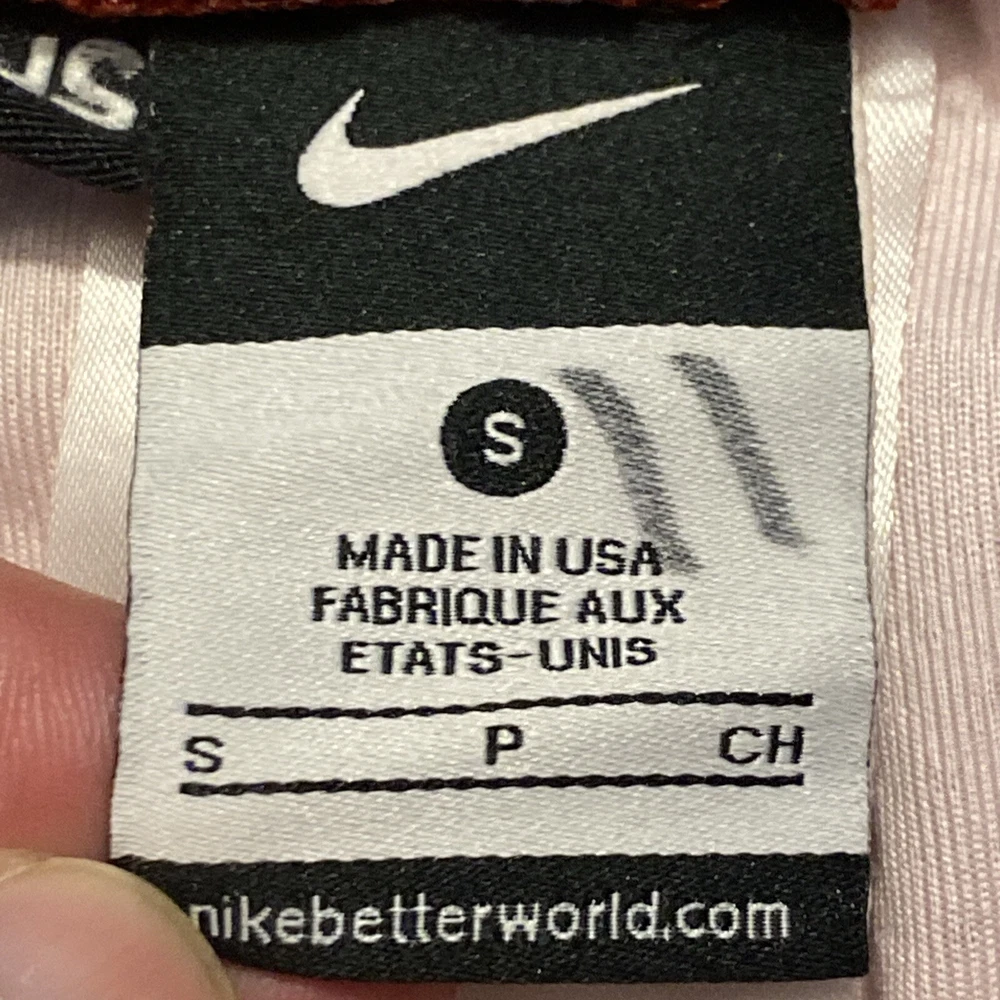 S
MADE IN USA
FABRIQUE AUX
ETATS-UNIS
S P CH
nikebetterworld.com